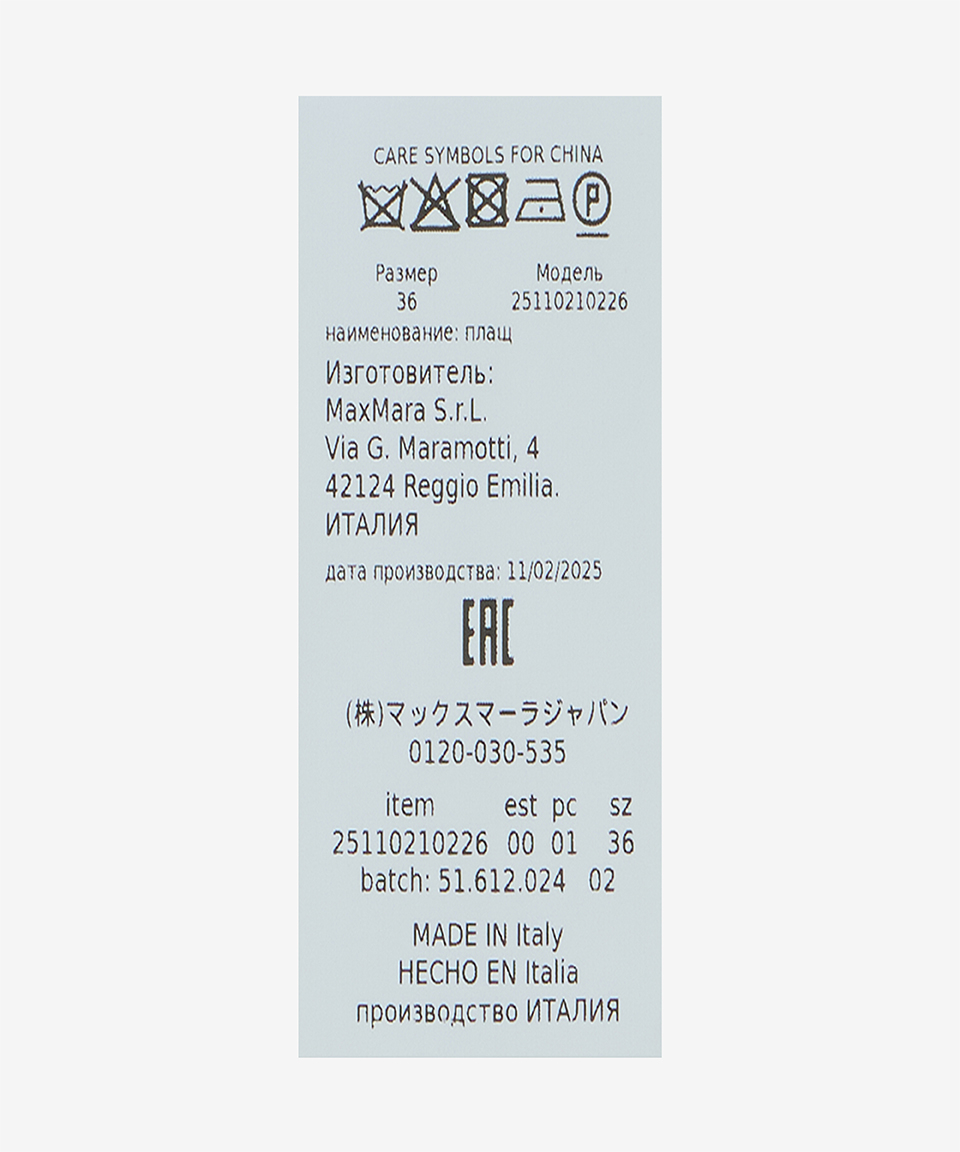 CARE SYMBOLS FOR CHINA
P
Размер Модель
36 25110210226
наименование: плащ
Изготовитель:
MaxMara S.r.L.
Via G. Maramotti, 4
42124 Reggio Emilia.
ИТАЛИЯ
дата производства: 11/02/2025
EAC
(株)マックスマーラジャパン
0120-030-535
item est pc sz
25110210226 00 01 36
batch: 51.612.024 02
MADE IN Italy
HECHO EN Italia
производство ИТАЛИЯ